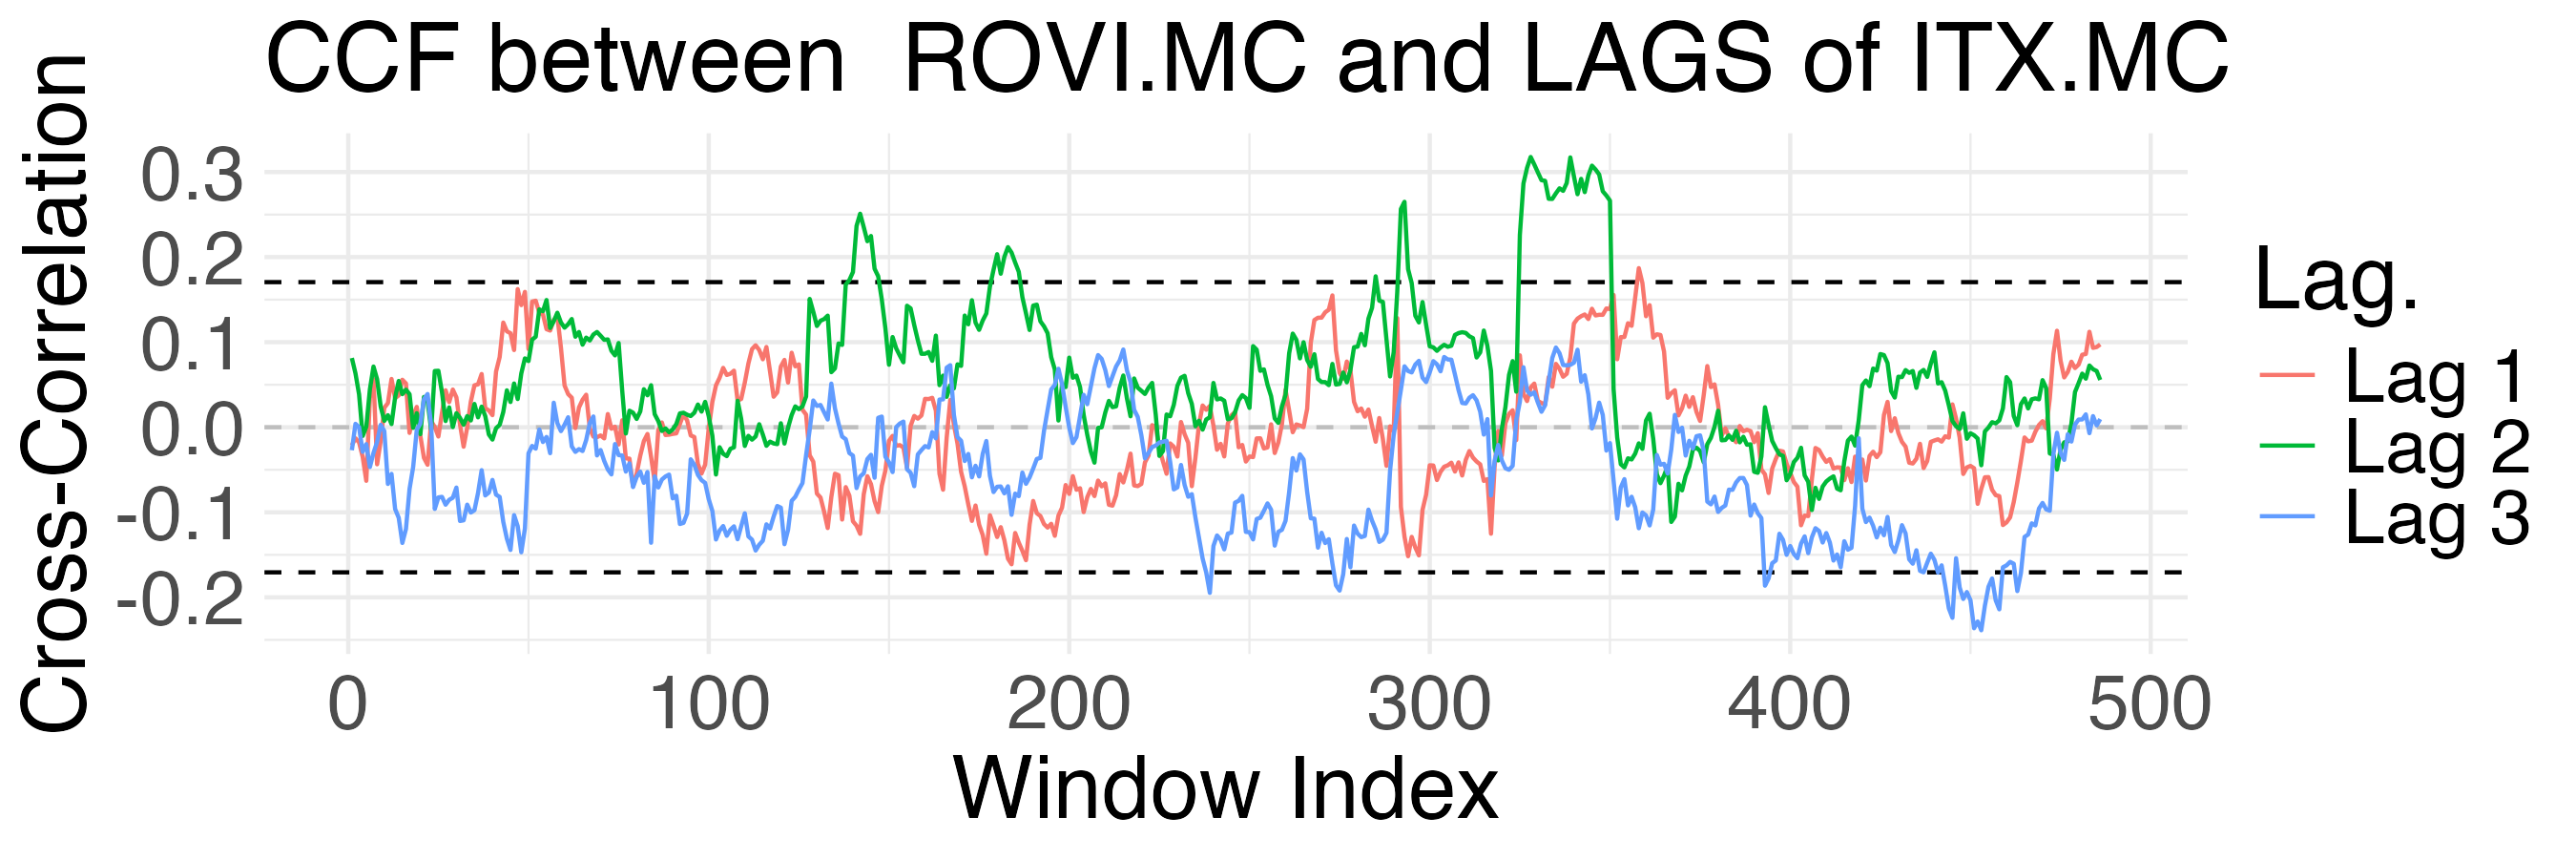 CCF between  ROVI.MC and LAGS of ITX.MC
Cross-Correlation
0.3
0.2
0.1
0.0
-0.1
-0.2
0 100 200 300 400 500
Window Index
Lag.
Lag 1
Lag 2
Lag 3